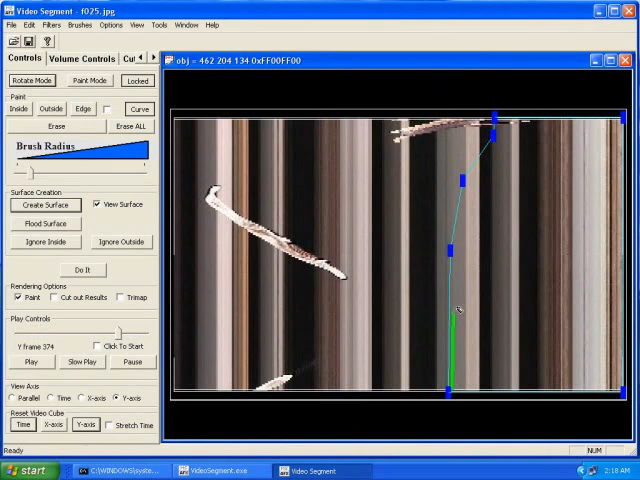 Video Segment - f025.jpg
File Edit Filters Brushes Options View Tools Window Help
Controls Volume Controls Cut
obj = 462 204 134 0xFF00FF00
Rotate Mode Paint Mode Locked
Paint
Inside Outside Edge Curve
Erase Erase ALL
Brush Radius
Surface Creation
Create Surface View Surface
Flood Surface
Ignore Inside Ignore Outside
Do It
Rendering Options
Paint Cut out Results Trimap
Play Controls
Y frame 374 Click To Start
Play Slow Play Pause
View Axis
Parallel Time X-axis Y-axis
Reset Video Cube
Time X-axis Y-axis Stretch Time
Ready NUM
start C:\WINDOWS\syste... VideoSegment.exe Video Segment 2:18 AM